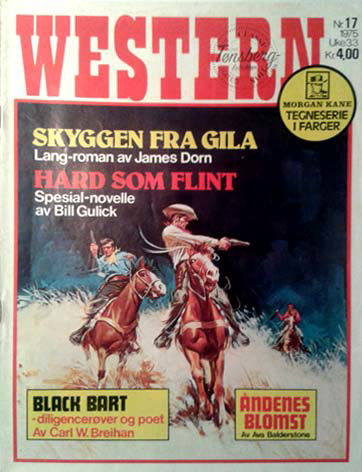 WESTERN
Nr. 17
1975
Uke 33
Kr. 4,00
Tønsberg
MORGAN KANE
TEGNESERIE
I FARGER
SKYGGEN FRA GILA
Lang-roman av James Dorn
HARD SOM FLINT
Spesial-novelle
av Bill Gulick
BLACK BART
-diligencerøver og poet
Av Carl W. Breihan
ÅNDENES
BLOMST
Av Ava Balderstone